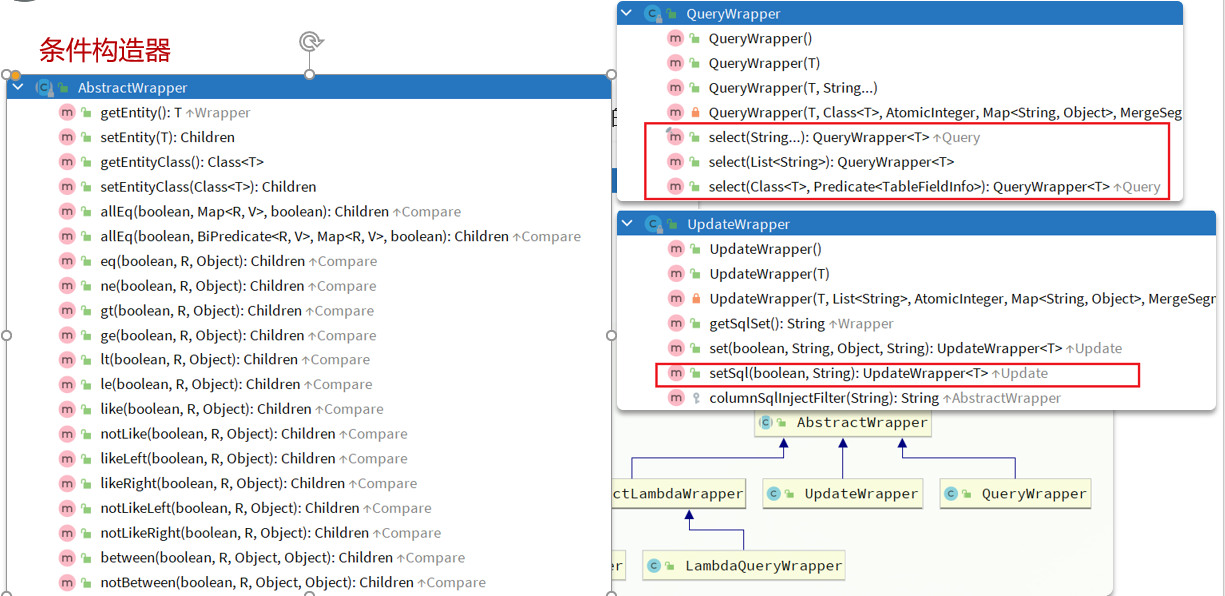 条件构造器
AbstractWrapper
getEntity(): T ↑Wrapper
setEntity(T): Children
getEntityClass(): Class<T>
setEntityClass(Class<T>): Children
allEq(boolean, Map<R, V>, boolean): Children ↑Compare
allEq(boolean, BiPredicate<R, V>, Map<R, V>, boolean): Children ↑Compare
eq(boolean, R, Object): Children ↑Compare
ne(boolean, R, Object): Children ↑Compare
gt(boolean, R, Object): Children ↑Compare
ge(boolean, R, Object): Children ↑Compare
lt(boolean, R, Object): Children ↑Compare
le(boolean, R, Object): Children ↑Compare
like(boolean, R, Object): Children ↑Compare
notLike(boolean, R, Object): Children ↑Compare
likeLeft(boolean, R, Object): Children ↑Compare
likeRight(boolean, R, Object): Children ↑Compare
notLikeLeft(boolean, R, Object): Children ↑Compare
notLikeRight(boolean, R, Object): Children ↑Compare
between(boolean, R, Object, Object): Children ↑Compare
notBetween(boolean, R, Object, Object): Children ↑Compare
QueryWrapper
QueryWrapper()
QueryWrapper(T)
QueryWrapper(T, String...)
QueryWrapper(T, Class<T>, AtomicInteger, Map<String, Object>, MergeSeg
select(String...): QueryWrapper<T> ↑Query
select(List<String>): QueryWrapper<T>
select(Class<T>, Predicate<TableFieldInfo>): QueryWrapper<T> ↑Query
UpdateWrapper
UpdateWrapper()
UpdateWrapper(T)
UpdateWrapper(T, List<String>, AtomicInteger, Map<String, Object>, MergeSegr
getSqlSet(): String ↑Wrapper
set(boolean, String, Object, String): UpdateWrapper<T> ↑Update
setSql(boolean, String): UpdateWrapper<T> ↑Update
columnSqlInjectFilter(String): String ↑AbstractWrapper
AbstractWrapper
ctLambdaWrapper
UpdateWrapper
QueryWrapper
er
LambdaQueryWrapper